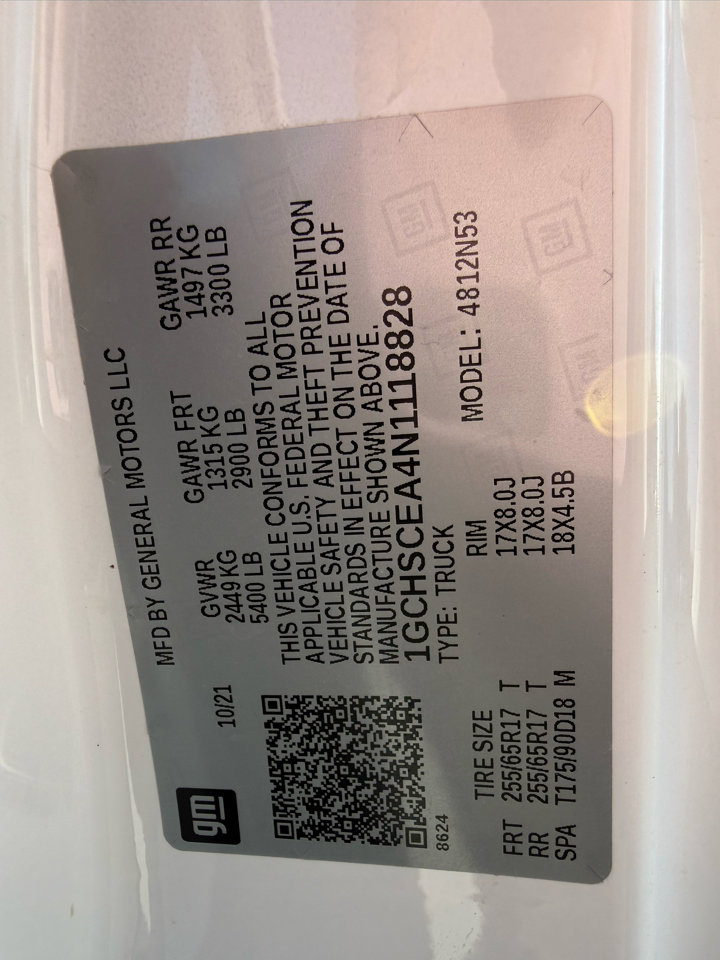 gm
10/21
MFD BY GENERAL MOTORS LLC
GVWR GAWR FRT GAWR RR
2449 KG 1315 KG 1497 KG
5400 LB 2900 LB 3300 LB
THIS VEHICLE CONFORMS TO ALL
APPLICABLE U.S. FEDERAL MOTOR
VEHICLE SAFETY AND THEFT PREVENTION
STANDARDS IN EFFECT ON THE DATE OF
MANUFACTURE SHOWN ABOVE.
1GCHSCEA4N1118828
8624 TYPE: TRUCK MODEL: 4812N53
TIRE SIZE RIM
FRT 255/65R17 T 17X8.0J
RR 255/65R17 T 17X8.0J
SPA T175/90D18 M 18X4.5B
GM
GM